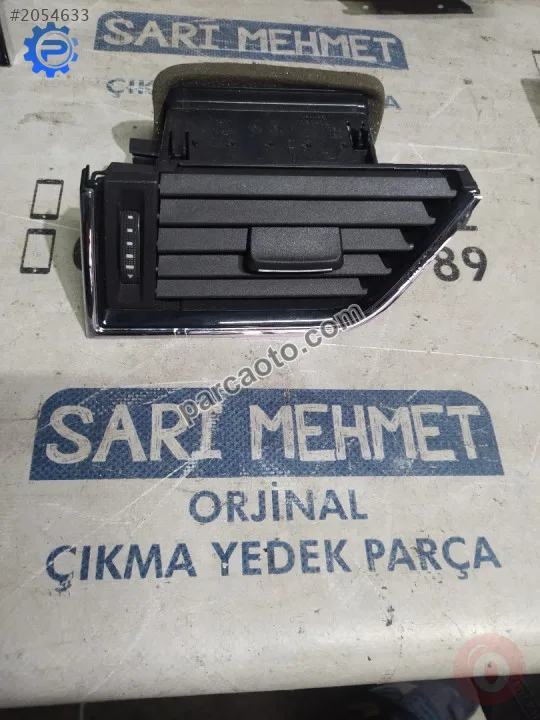 #2054633
SARI MEHMET
ÇIK
89
parcaoto.com
SARI MEHMET
ORJİNAL
ÇIKMA YEDEK PARÇA